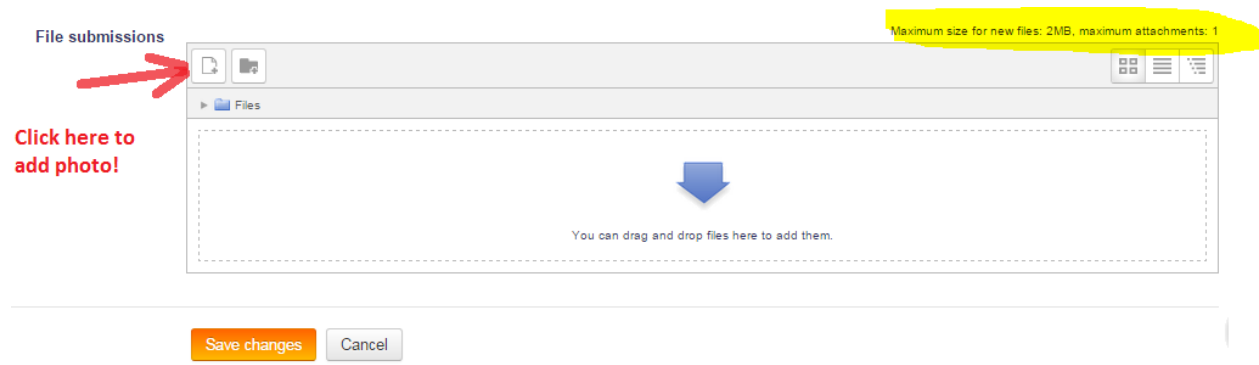 File submissions
Maximum size for new files: 2MB, maximum attachments: 1
Files
Click here to
add photo!
You can drag and drop files here to add them.
Save changes
Cancel